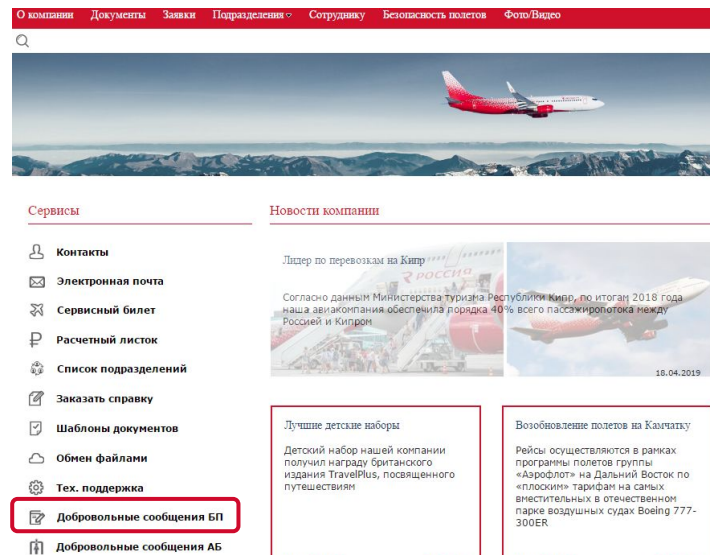 О компании Документы Заявки Подразделения Сотруднику Безопасность полетов Фото/Видео
Сервисы
Контакты
Электронная почта
Сервисный билет
Расчетный листок
Список подразделений
Заказать справку
Шаблоны документов
Обмен файлами
Тех. поддержка
Добровольные сообщения БП
Добровольные сообщения АБ
Новости компании
Лидер по перевозкам на Кипр
РОССИЯ
Согласно данным Министерства туризма Республики Кипр, по итогам 2018 года
наша авиакомпания обеспечила порядка 40% всего пассажиропотока между
Россией и Кипром
18.04.2019
Лучшие детские наборы
Детский набор нашей компании
получил награду британского
издания TravelPlus, посвященного
путешествиям
Возобновление полетов на Камчатку
Рейсы осуществляются в рамках
программы полетов группы
«Аэрофлот» на Дальний Восток по
«плоским» тарифам на самых
вместительных в отечественном
парке воздушных судах Boeing 777-
300ER